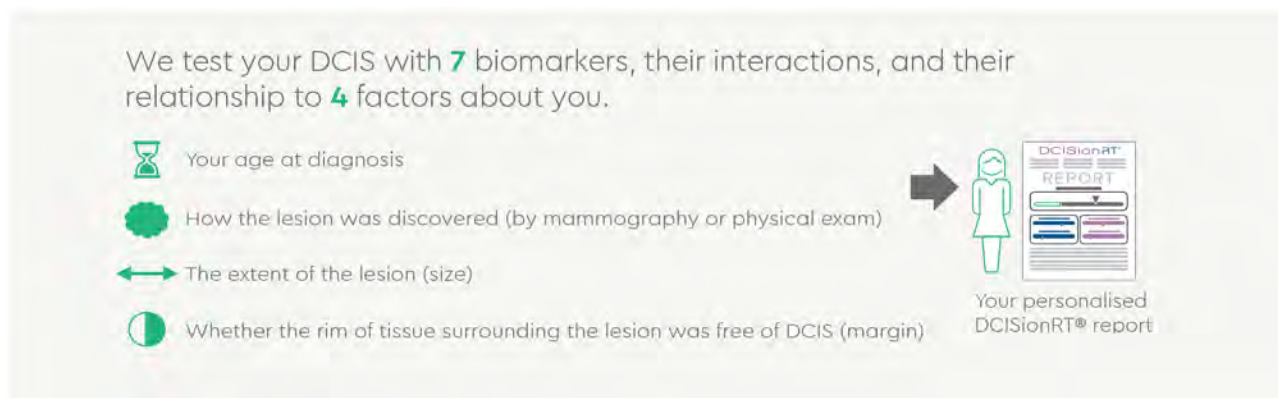 We test your DCIS with 7 biomarkers, their interactions, and their
relationship to 4 factors about you.
Your age at diagnosis
How the lesion was discovered (by mammography or physical exam)
The extent of the lesion (size)
Whether the rim of tissue surrounding the lesion was free of DCIS (margin)
DCISionRT®
REPORT
Your personalised
DCISionRT® report